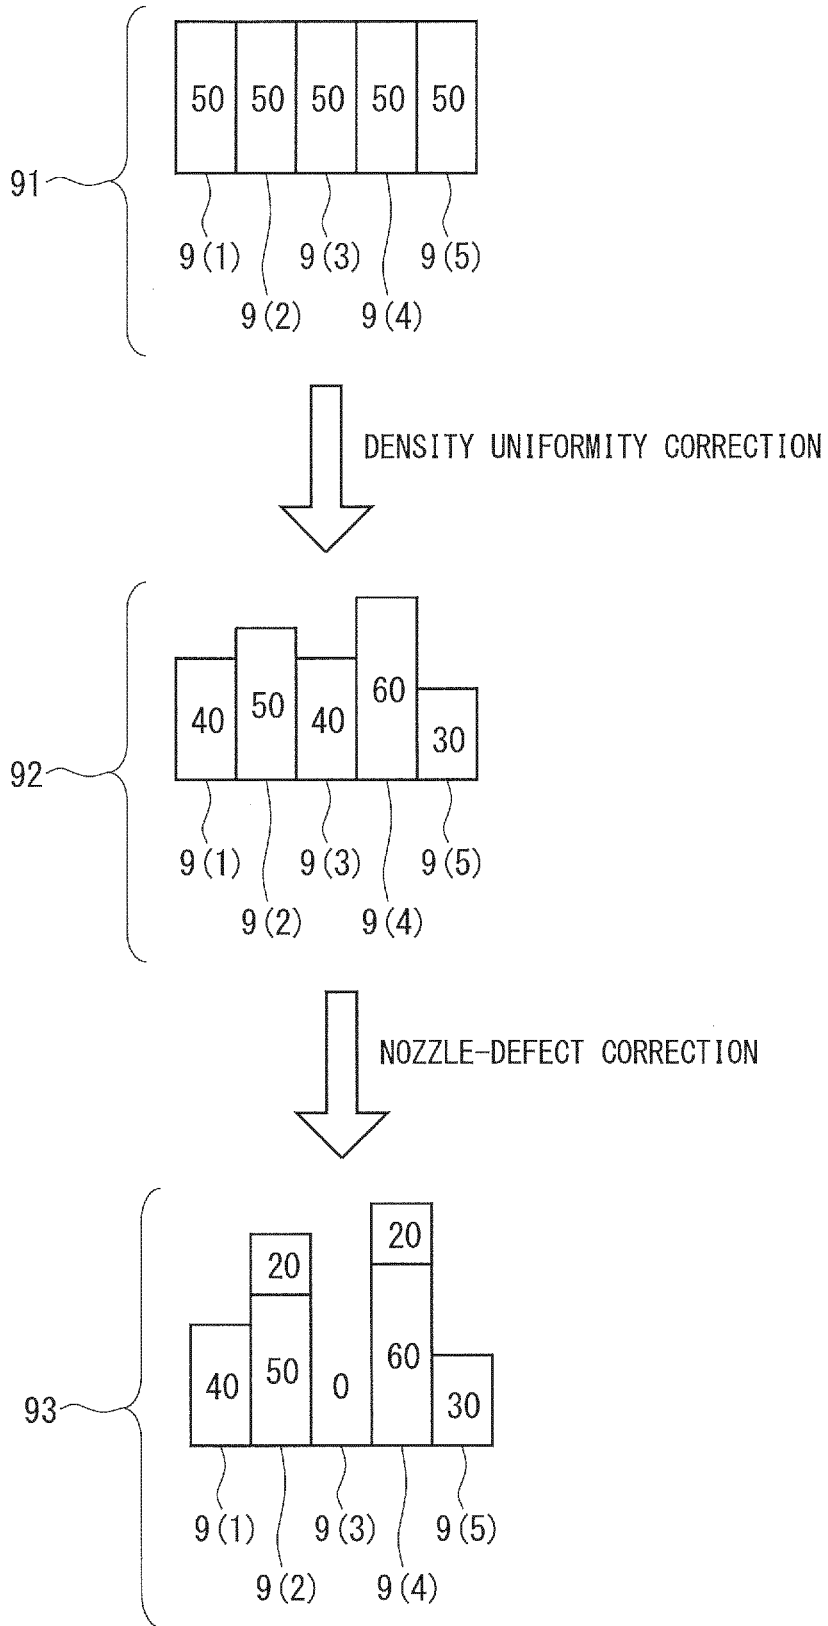 50 50 50 50 50
91
9(1) 9(3) 9(5)
9(2) 9(4)
DENSITY UNIFORMITY CORRECTION
60
50
40 40
30
92
9(1) 9(3) 9(5)
9(2) 9(4)
NOZZLE-DEFECT CORRECTION
20
20
60
50
40 0
30
93
9(1) 9(3) 9(5)
9(2) 9(4)